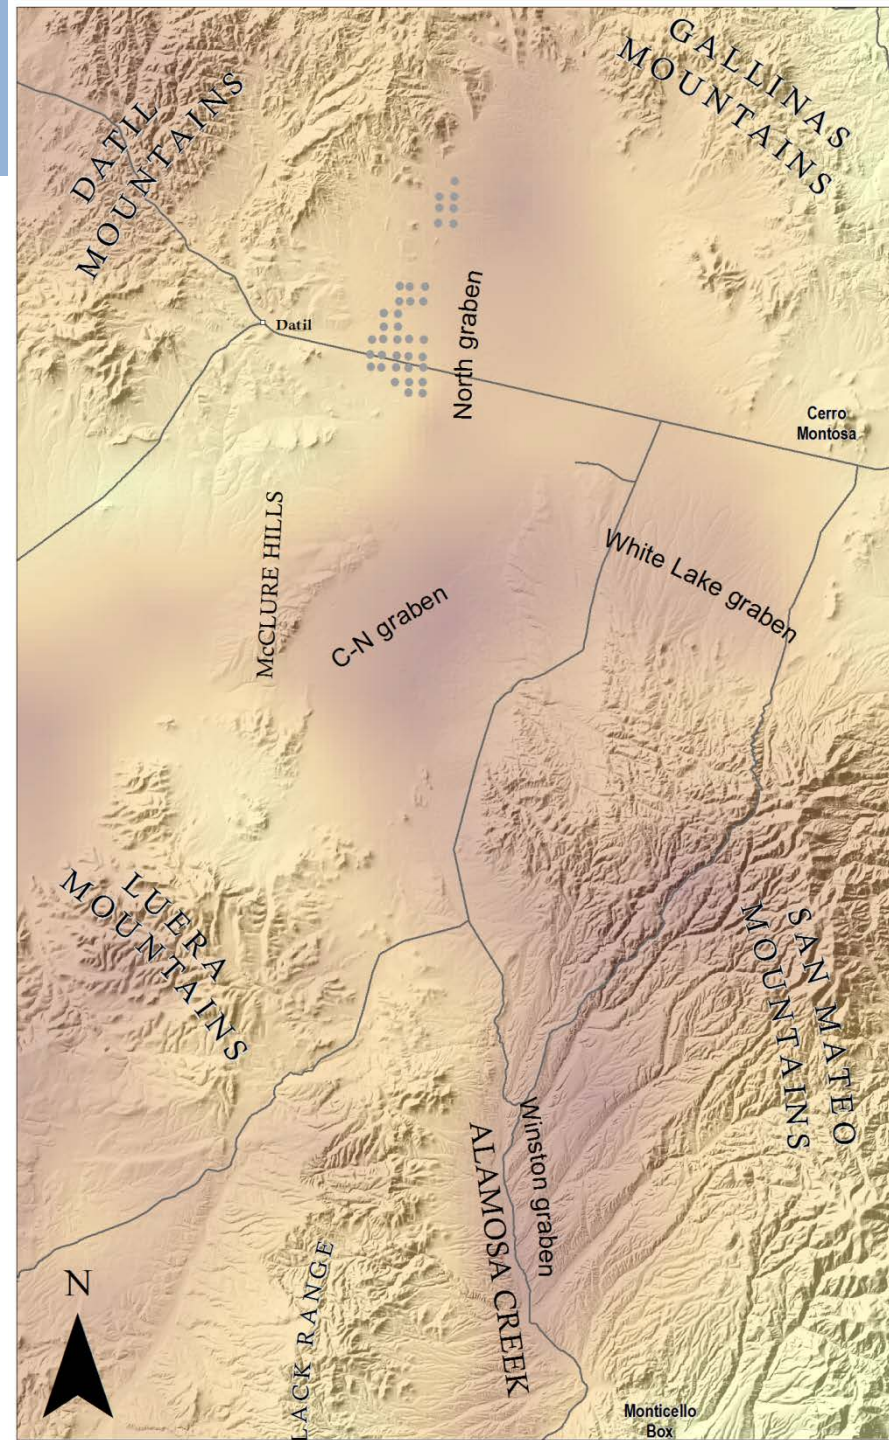 GALLINAS
MOUNTAINS
DATIL
MOUNTAINS
Datil
North graben
Cerro
Montosa
McCLURE HILLS
White Lake graben
C-N graben
LUERA
MOUNTAINS
SAN MATEO
MOUNTAINS
Winston graben
ALAMOSA CREEK
N
LACK RANGE
Monticello
Box